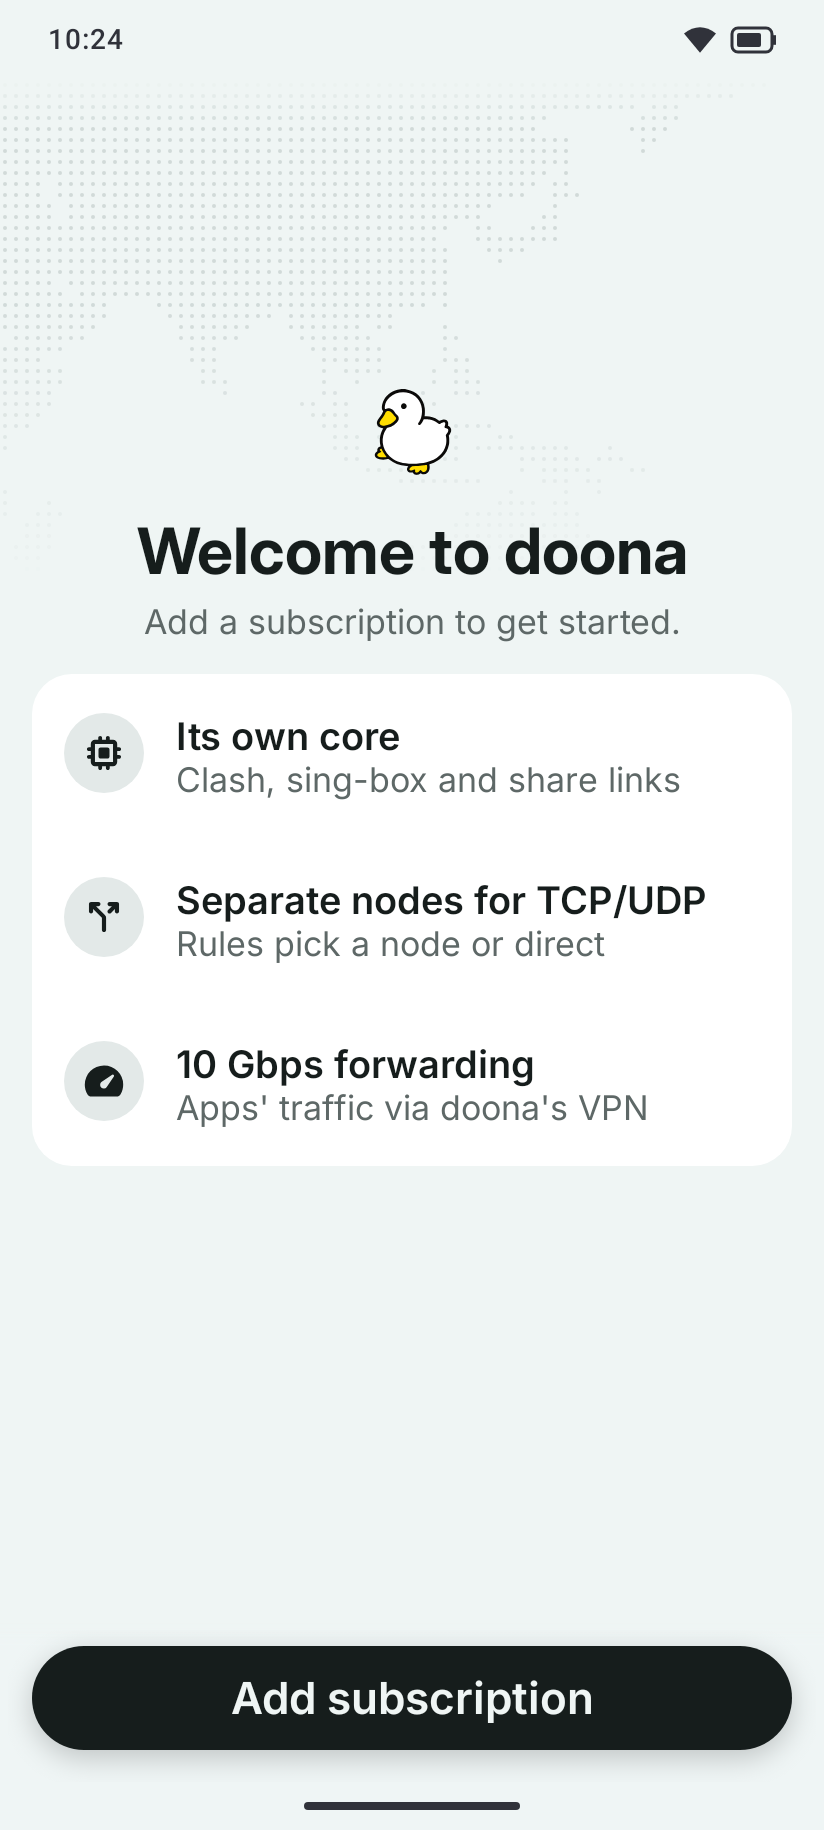 10:24
Welcome to doona
Add a subscription to get started.
Its own core
Clash, sing-box and share links
Separate nodes for TCP/UDP
Rules pick a node or direct
10 Gbps forwarding
Apps' traffic via doona's VPN
Add subscription